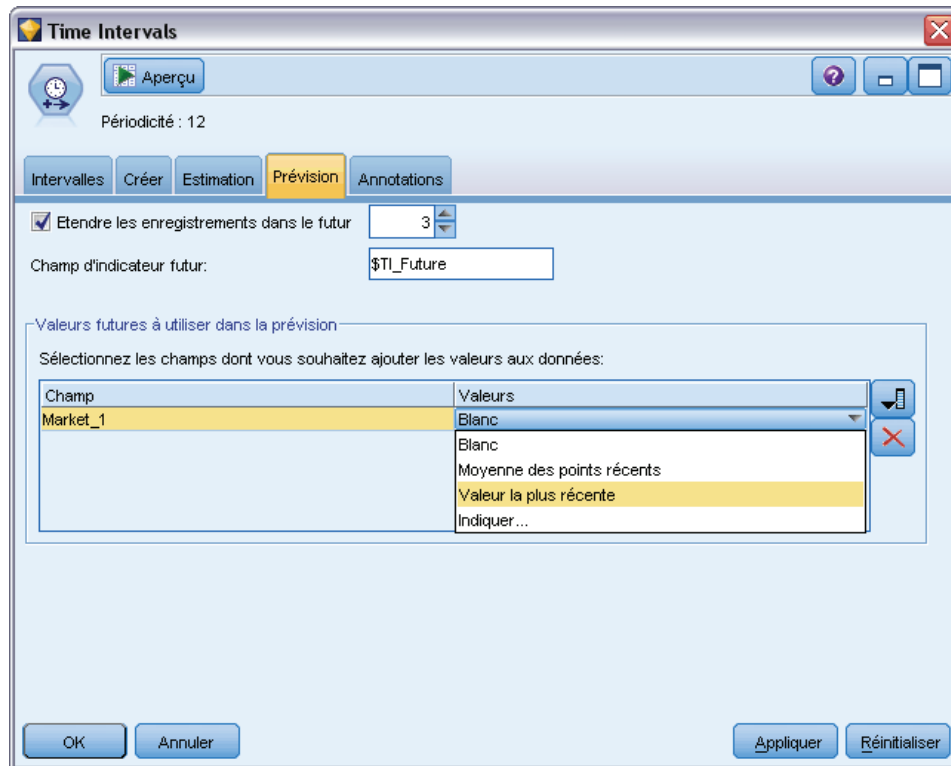 Time Intervals
Aperçu
Périodicité : 12
Intervalles Créer Estimation Prévision Annotations
Etendre les enregistrements dans le futur 3
Champ d'indicateur futur: $TI_Future
Valeurs futures à utiliser dans la prévision
Sélectionnez les champs dont vous souhaitez ajouter les valeurs aux données:
Champ Valeurs
Market_1 Blanc
Blanc
Moyenne des points récents
Valeur la plus récente
Indiquer...
OK Annuler Appliquer Réinitialiser